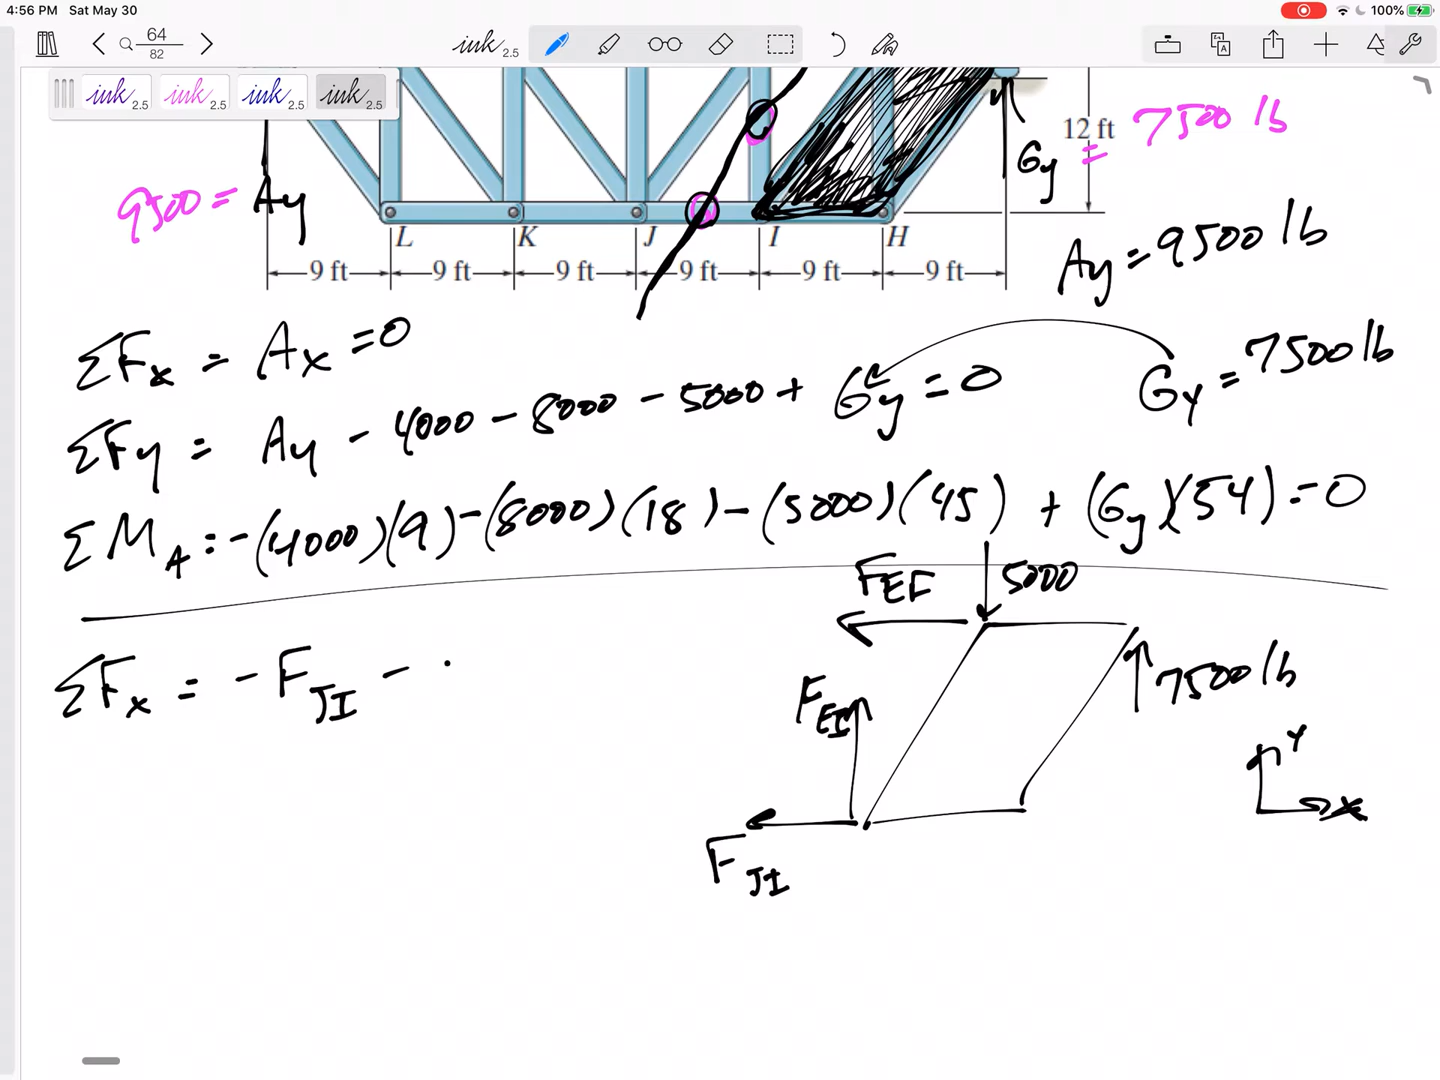 4:56 PM Sat May 30
100%
64
82
ink 2.5
ink 2.5
ink 2.5
ink 2.5
ink 2.5
12 ft
= 7500 lb
Gy
9500 = Ay
L K J I H
9 ft 9 ft 9 ft 9 ft 9 ft 9 ft
Ay = 9500 lb
ΣFx = Ax = 0
Gy = 7500 lb
ΣFy = Ay - 4000 - 8000 - 5000 + Gy = 0
ΣMA = -(4000)(9) - (8000)(18) - (5000)(45) + (Gy)(54) = 0
FEF
5000
ΣFx = - FJI -
FEI
7500 lb
Y
X
FJI